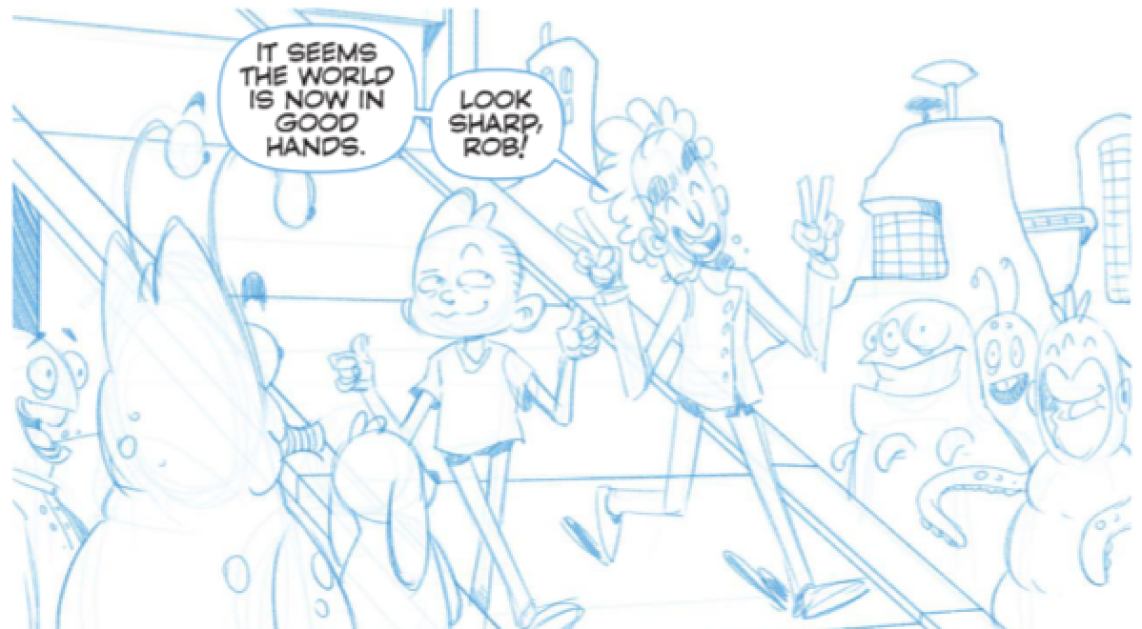 IT SEEMS
THE WORLD
IS NOW IN
GOOD
HANDS.
LOOK
SHARP,
ROB!